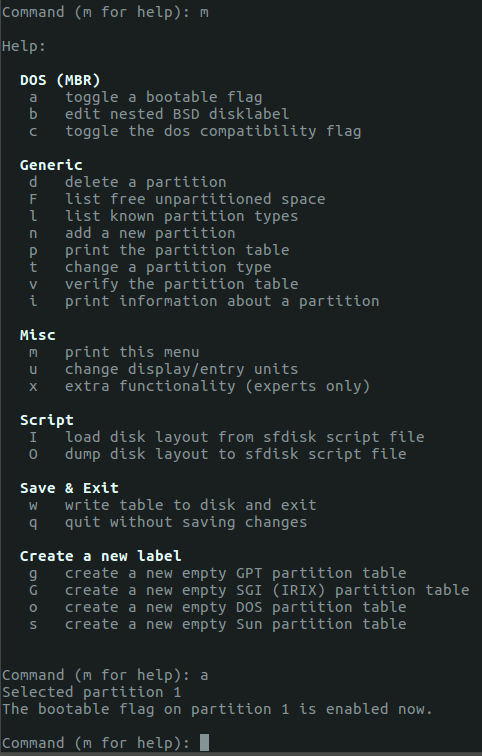 Command (m for help): m
Help:
DOS (MBR)
a toggle a bootable flag
b edit nested BSD disklabel
c toggle the dos compatibility flag
Generic
d delete a partition
F list free unpartitioned space
l list known partition types
n add a new partition
p print the partition table
t change a partition type
v verify the partition table
i print information about a partition
Misc
m print this menu
u change display/entry units
x extra functionality (experts only)
Script
I load disk layout from sfdisk script file
O dump disk layout to sfdisk script file
Save & Exit
w write table to disk and exit
q quit without saving changes
Create a new label
g create a new empty GPT partition table
G create a new empty SGI (IRIX) partition table
o create a new empty DOS partition table
s create a new empty Sun partition table
Command (m for help): a
Selected partition 1
The bootable flag on partition 1 is enabled now.
Command (m for help):